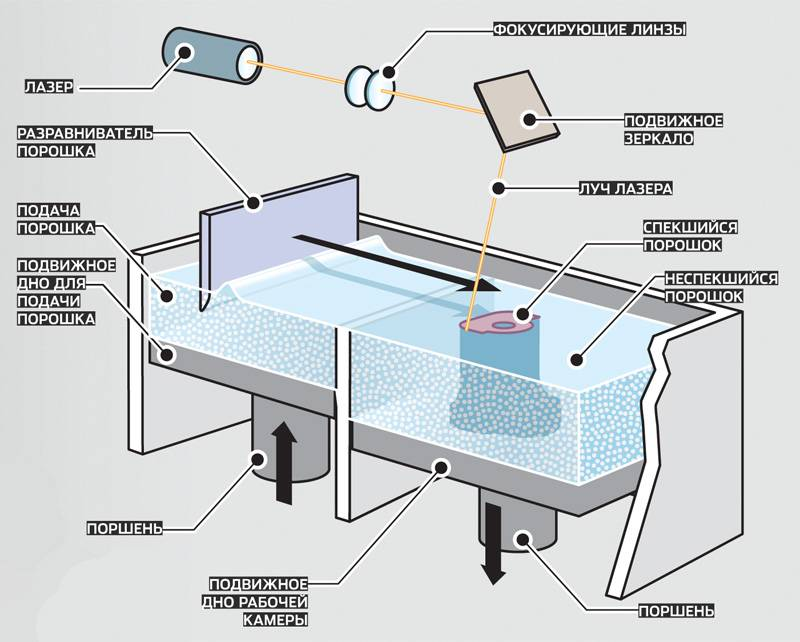 ФОКУСИРУЮЩИЕ ЛИНЗЫ
ЛАЗЕР
ПОДВИЖНОЕ
ЗЕРКАЛО
РАЗРАВНИВАТЕЛЬ
ПОРОШКА
ЛУЧ ЛАЗЕРА
ПОДАЧА
ПОРОШКА
СПЕКШИЙСЯ
ПОРОШОК
ПОДВИЖНОЕ
ДНО ДЛЯ
ПОДАЧИ
ПОРОШКА
НЕСПЕКШИЙСЯ
ПОРОШОК
ПОРШЕНЬ
ПОДВИЖНОЕ
ДНО РАБОЧЕЙ
КАМЕРЫ
ПОРШЕНЬ